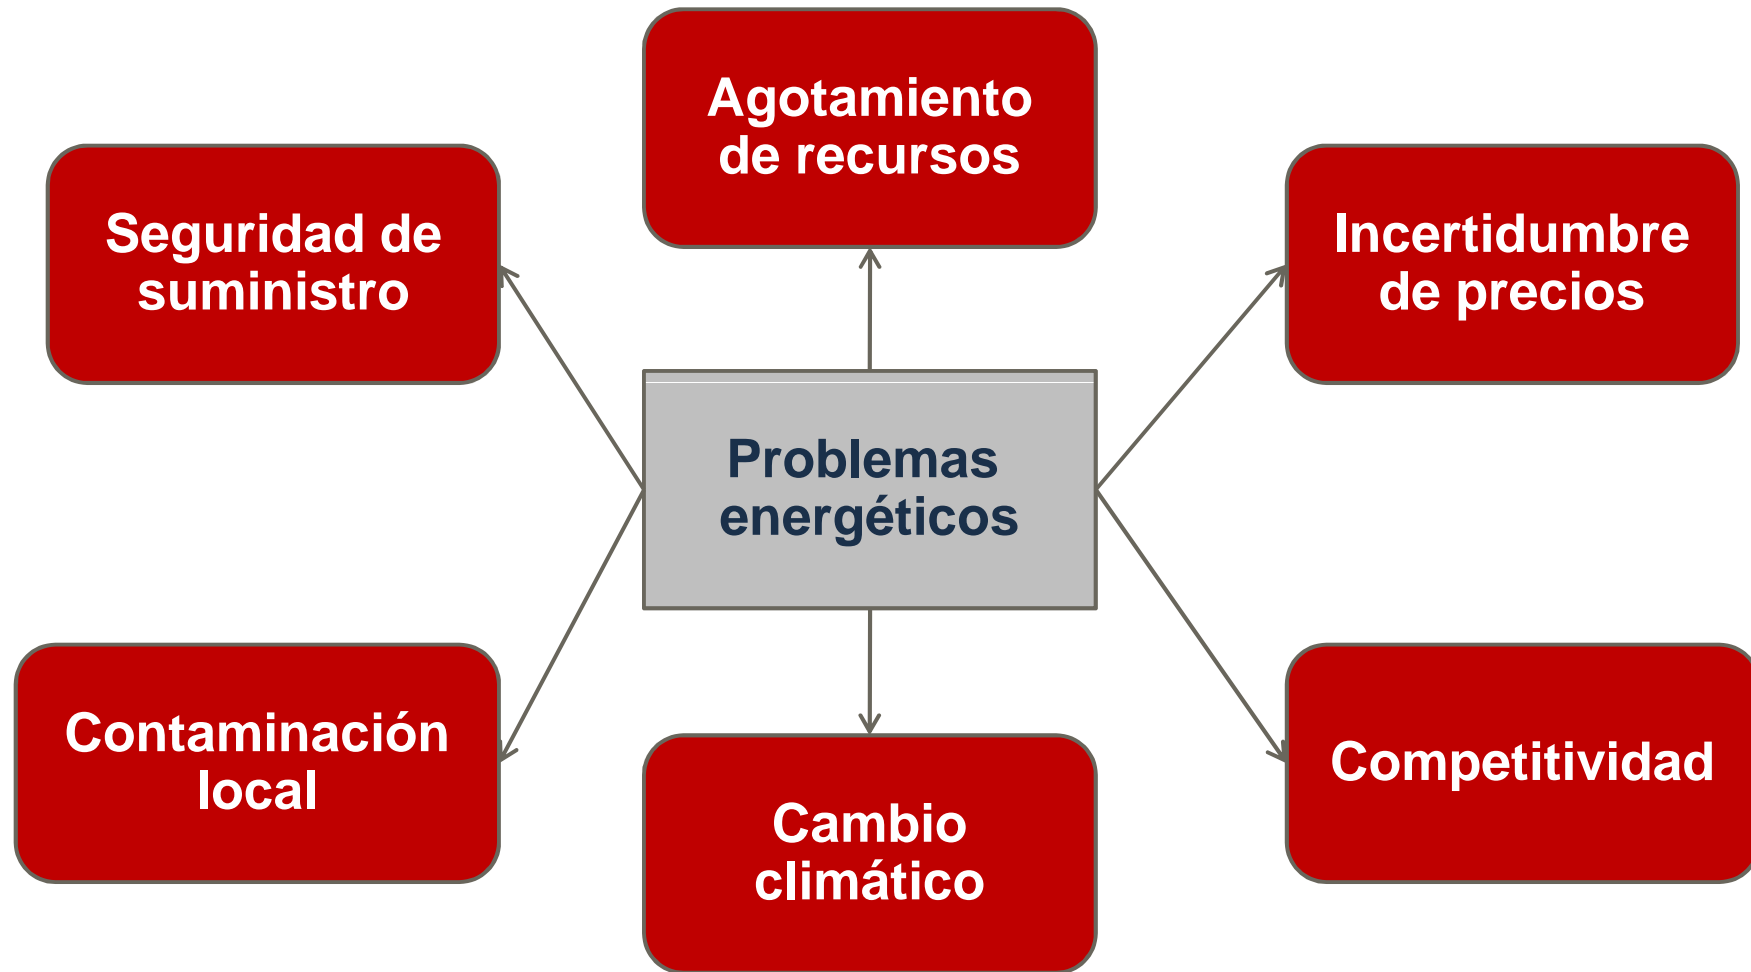 Agotamiento
de recursos
Seguridad de
suministro
Incertidumbre
de precios
Problemas
energéticos
Contaminación
local
Competitividad
Cambio
climático